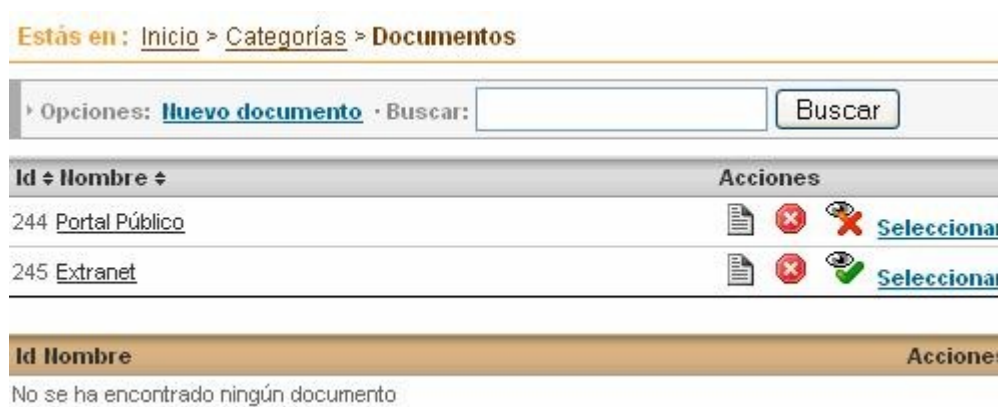 Estás en : Inicio > Categorías > Documentos
Opciones: Nuevo documento · Buscar: Buscar
Id Nombre Acciones
244 Portal Público Seleccionar
245 Extranet Seleccionar
Id Nombre Acciones
No se ha encontrado ningún documento